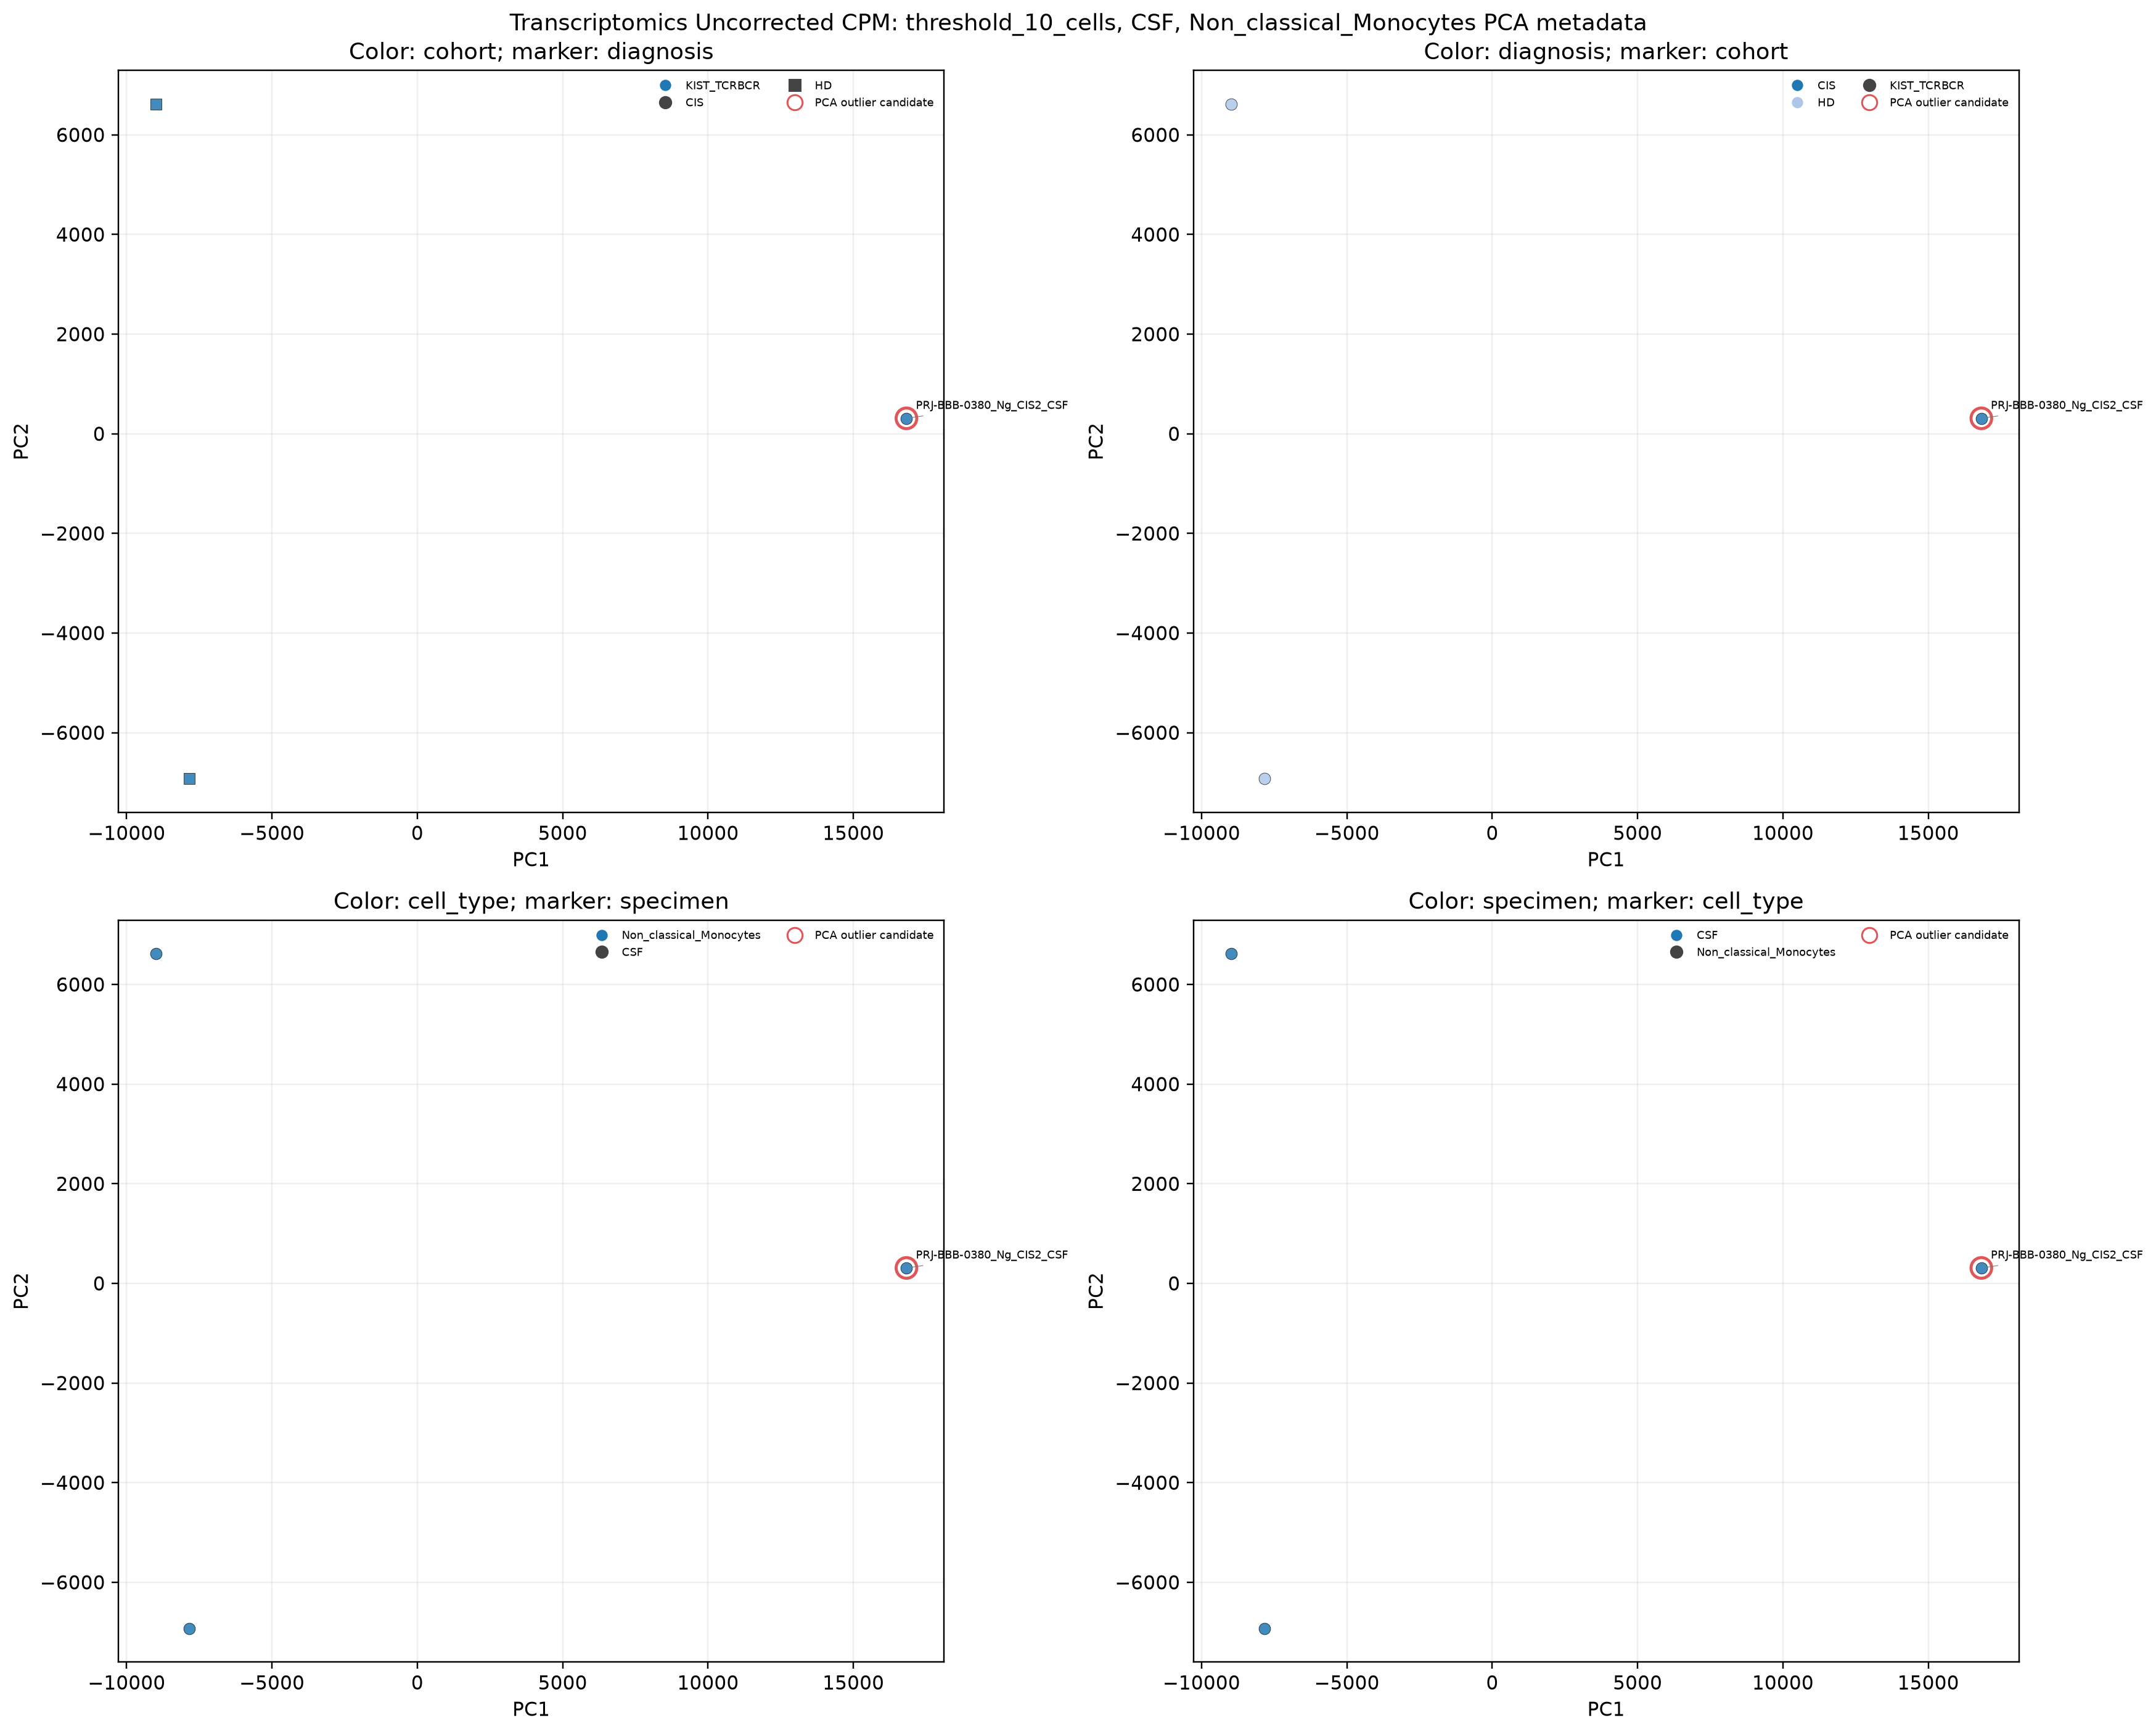 Transcriptomics Uncorrected CPM: threshold_10_cells, CSF, Non_classical_Monocytes PCA metadata
Color: cohort; marker: diagnosis
KIST_TCRBCR
CIS
HD
PCA outlier candidate
6000
4000
2000
0
−2000
−4000
−6000
PC2
PRJ-BBB-0380_Ng_CIS2_CSF
−10000
−5000
0
5000
10000
15000
PC1
Color: diagnosis; marker: cohort
CIS
HD
KIST_TCRBCR
PCA outlier candidate
6000
4000
2000
0
−2000
−4000
−6000
PC2
PRJ-BBB-0380_Ng_CIS2_CSF
−10000
−5000
0
5000
10000
15000
PC1
Color: cell_type; marker: specimen
Non_classical_Monocytes
CSF
PCA outlier candidate
6000
4000
2000
0
−2000
−4000
−6000
PC2
PRJ-BBB-0380_Ng_CIS2_CSF
−10000
−5000
0
5000
10000
15000
PC1
Color: specimen; marker: cell_type
CSF
Non_classical_Monocytes
PCA outlier candidate
6000
4000
2000
0
−2000
−4000
−6000
PC2
PRJ-BBB-0380_Ng_CIS2_CSF
−10000
−5000
0
5000
10000
15000
PC1